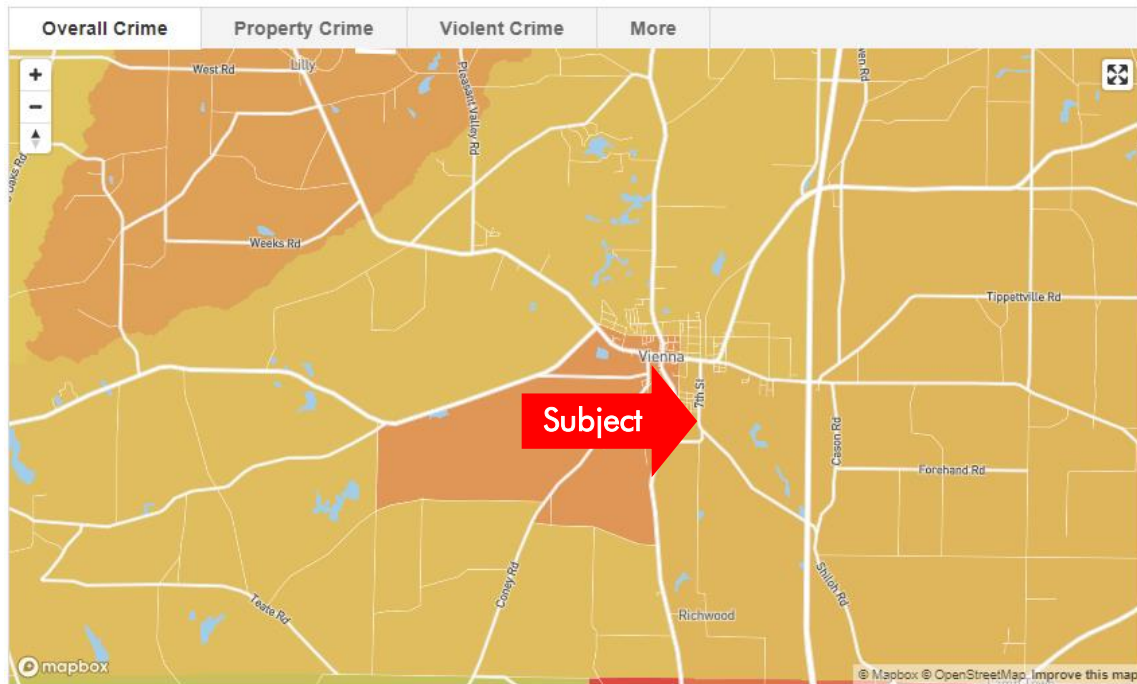 Overall Crime
Property Crime
Violent Crime
More
+
−
West Rd
Lilly
Pleasant Valley Rd
Oaks Rd
Weeks Rd
Tippettville Rd
Vienna
7th St
Subject
Cason Rd
Forehand Rd
Coney Rd
Shiloh Rd
Teate Rd
Richwood
mapbox
© Mapbox © OpenStreetMap Improve this map